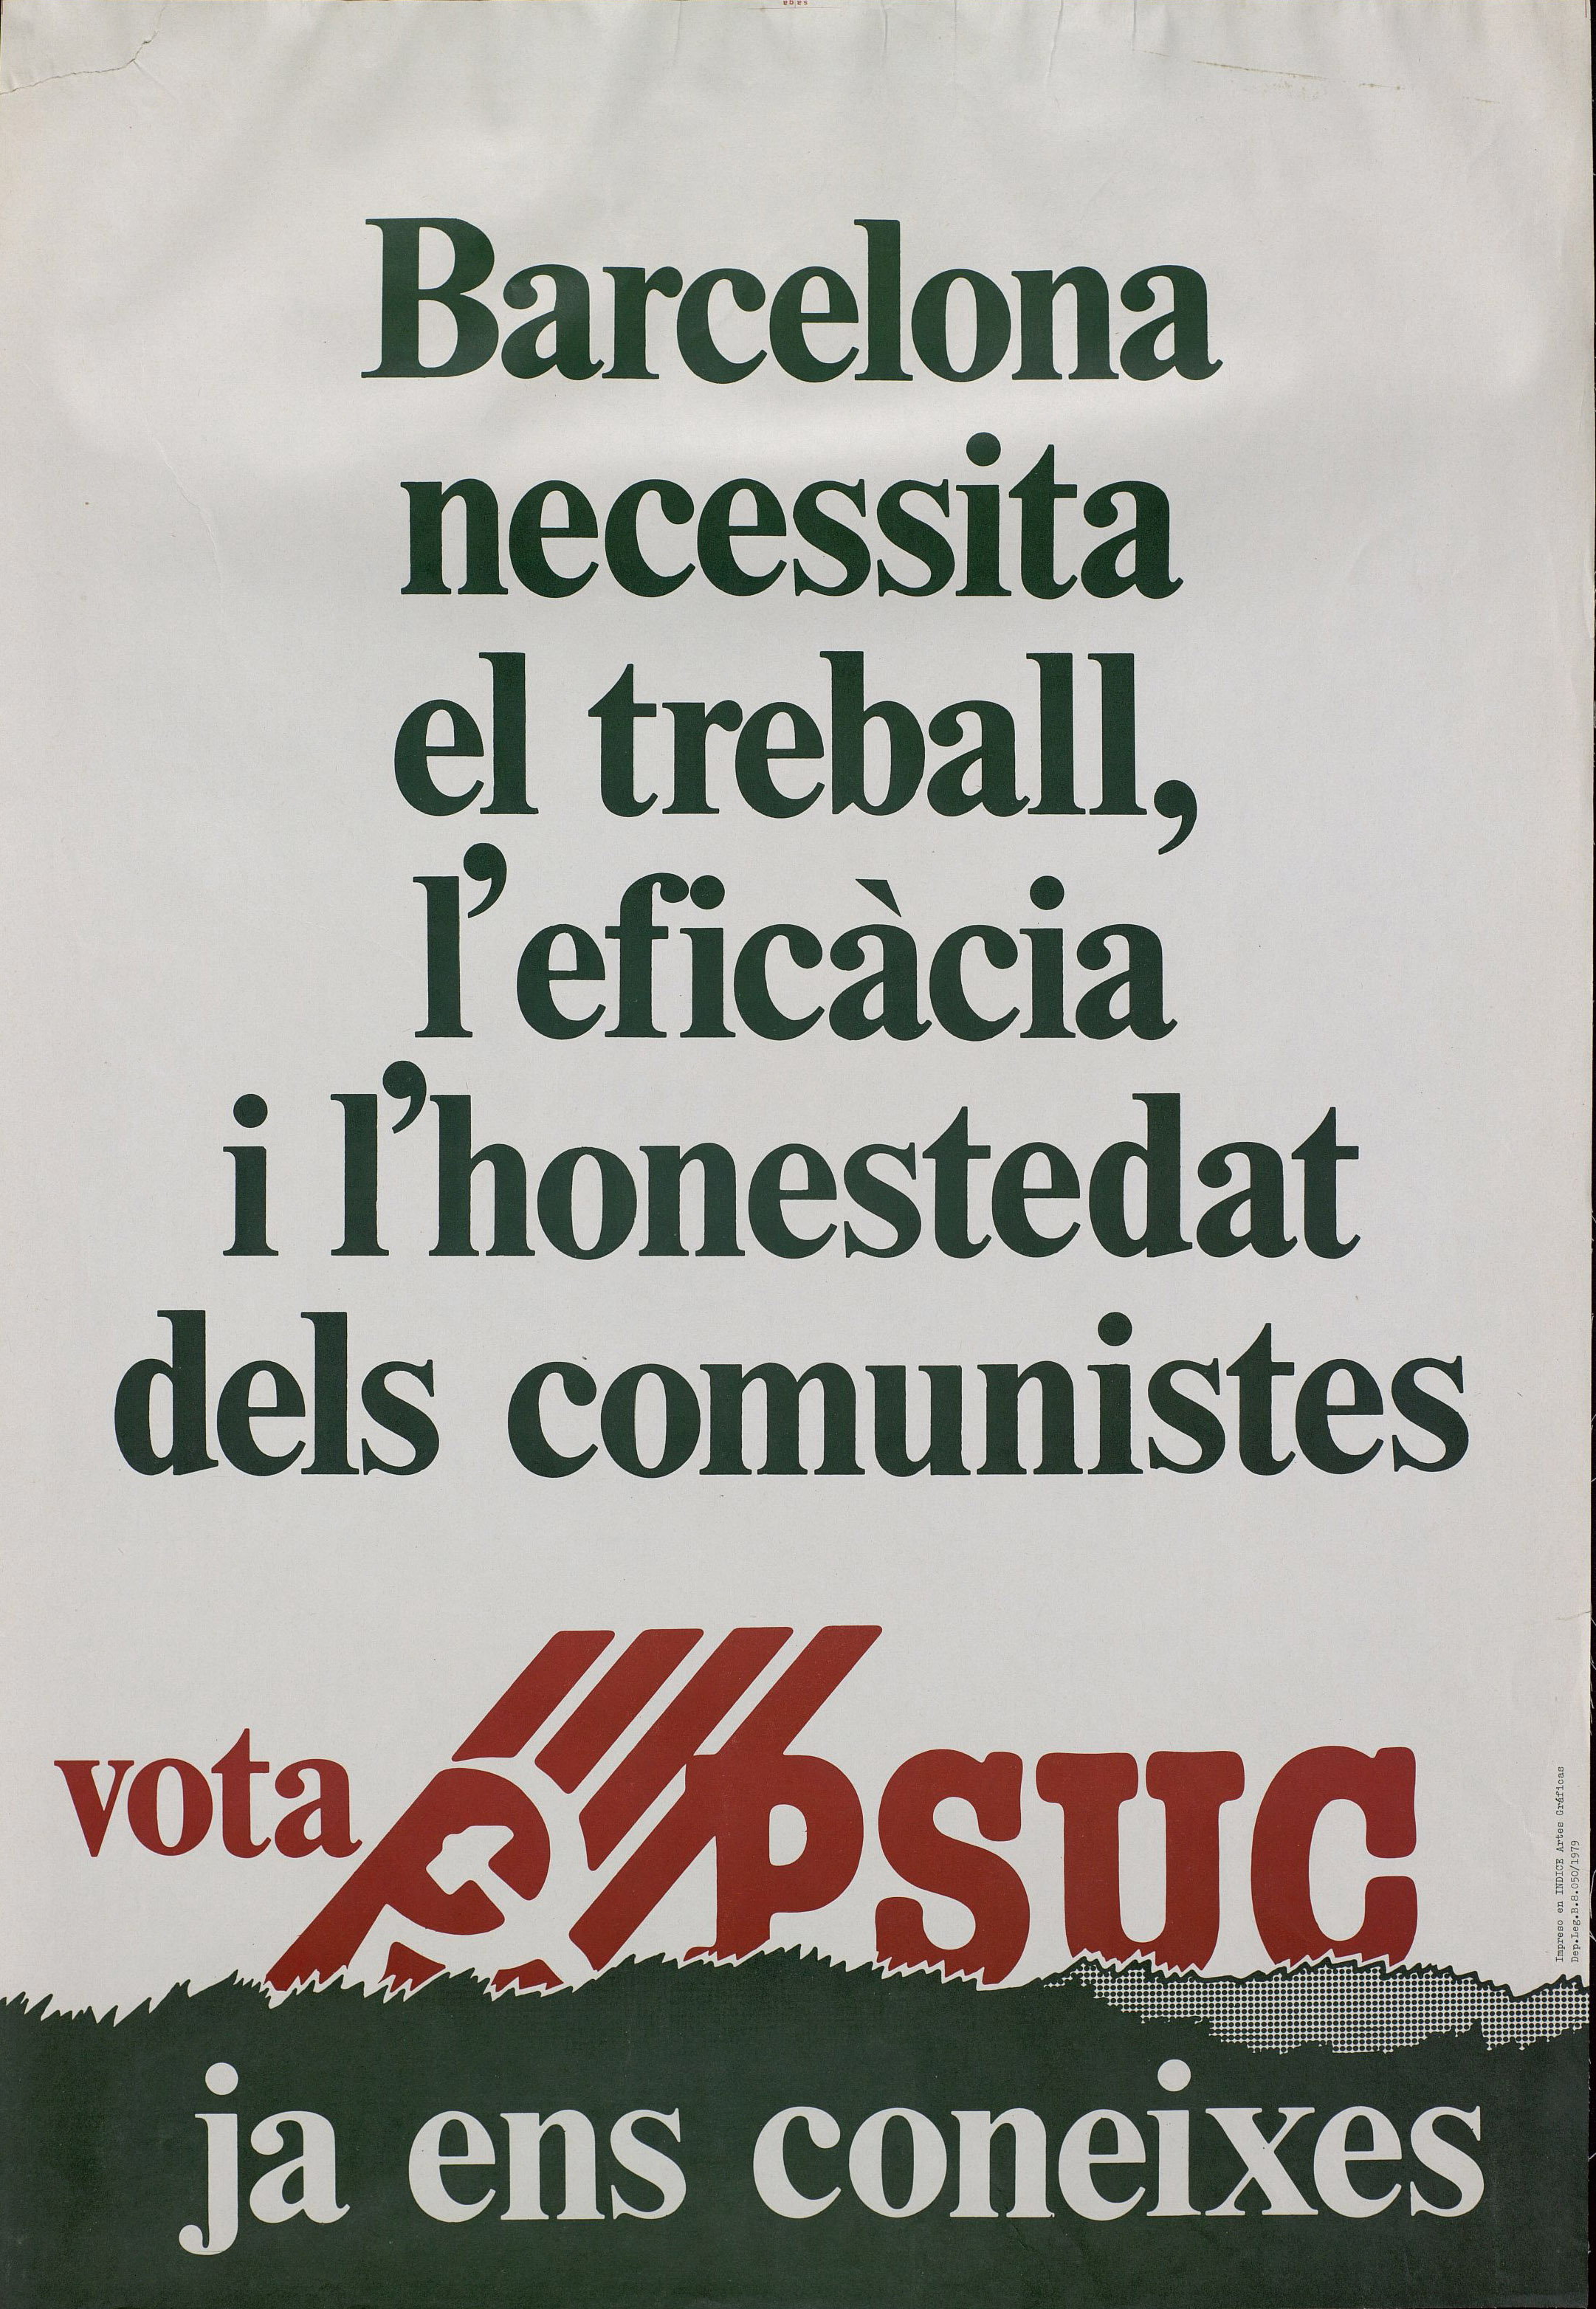 Barcelona
necessita
el treball,
l'eficàcia
i l'honestedat
dels comunistes
vota PSUC
ja ens coneixes
Impreso en INDICE Artes Gráficas
Dep.Leg.B.8.050/1979